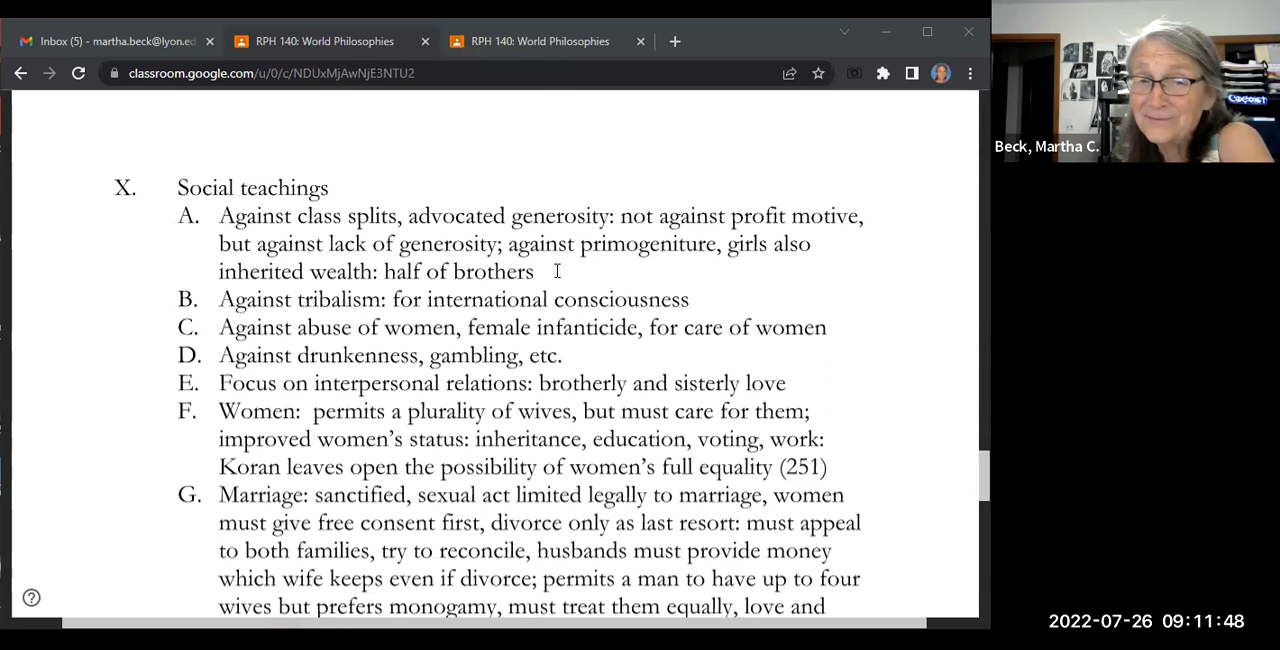 Inbox (5) - martha.beck@lyon.ed
RPH 140: World Philosophies
RPH 140: World Philosophies
classroom.google.com/u/0/c/NDUxMjAwNjE3NTU2
Beck, Martha C.
X. Social teachings
A. Against class splits, advocated generosity: not against profit motive,
but against lack of generosity; against primogeniture, girls also
inherited wealth: half of brothers
B. Against tribalism: for international consciousness
C. Against abuse of women, female infanticide, for care of women
D. Against drunkenness, gambling, etc.
E. Focus on interpersonal relations: brotherly and sisterly love
F. Women: permits a plurality of wives, but must care for them;
improved women's status: inheritance, education, voting, work:
Koran leaves open the possibility of women's full equality (251)
G. Marriage: sanctified, sexual act limited legally to marriage, women
must give free consent first, divorce only as last resort: must appeal
to both families, try to reconcile, husbands must provide money
which wife keeps even if divorce; permits a man to have up to four
wives but prefers monogamy, must treat them equally, love and
2022-07-26 09:11:48